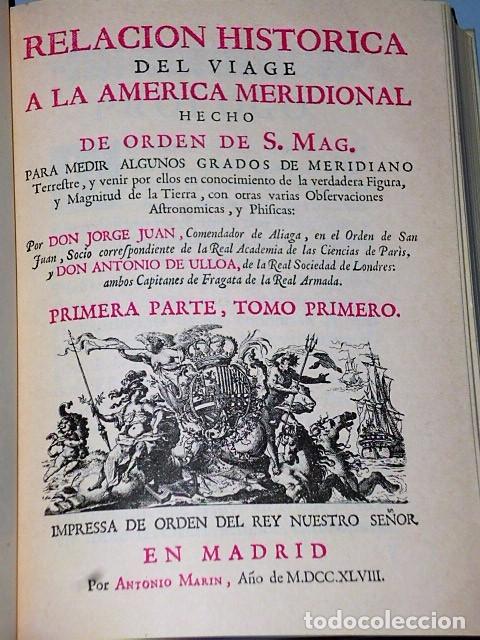 RELACION HISTORICA
DEL VIAGE
A LA AMERICA MERIDIONAL
HECHO
DE ORDEN DE S. MAG.
PARA MEDIR ALGUNOS GRADOS DE MERIDIANO
Terrestre, y venir por ellos en conocimiento de la verdadera Figura,
y Magnitud de la Tierra, con otras varias Observaciones
Astronomicas, y Phisicas:
Por DON JORGE JUAN, Comendador de Aliaga, en el Orden de San
Juan, Socio correspondiente de la Real Academia de las Ciencias de Parìs,
y DON ANTONIO DE ULLOA, de la Real Sociedad de Londres:
ambos Capitanes de Fragata de la Real Armada.
PRIMERA PARTE, TOMO PRIMERO.
IMPRESSA DE ORDEN DEL REY NUESTRO SEÑOR
EN MADRID
Por ANTONIO MARIN, Año de M.DCC.XLVIII.
todocoleccion